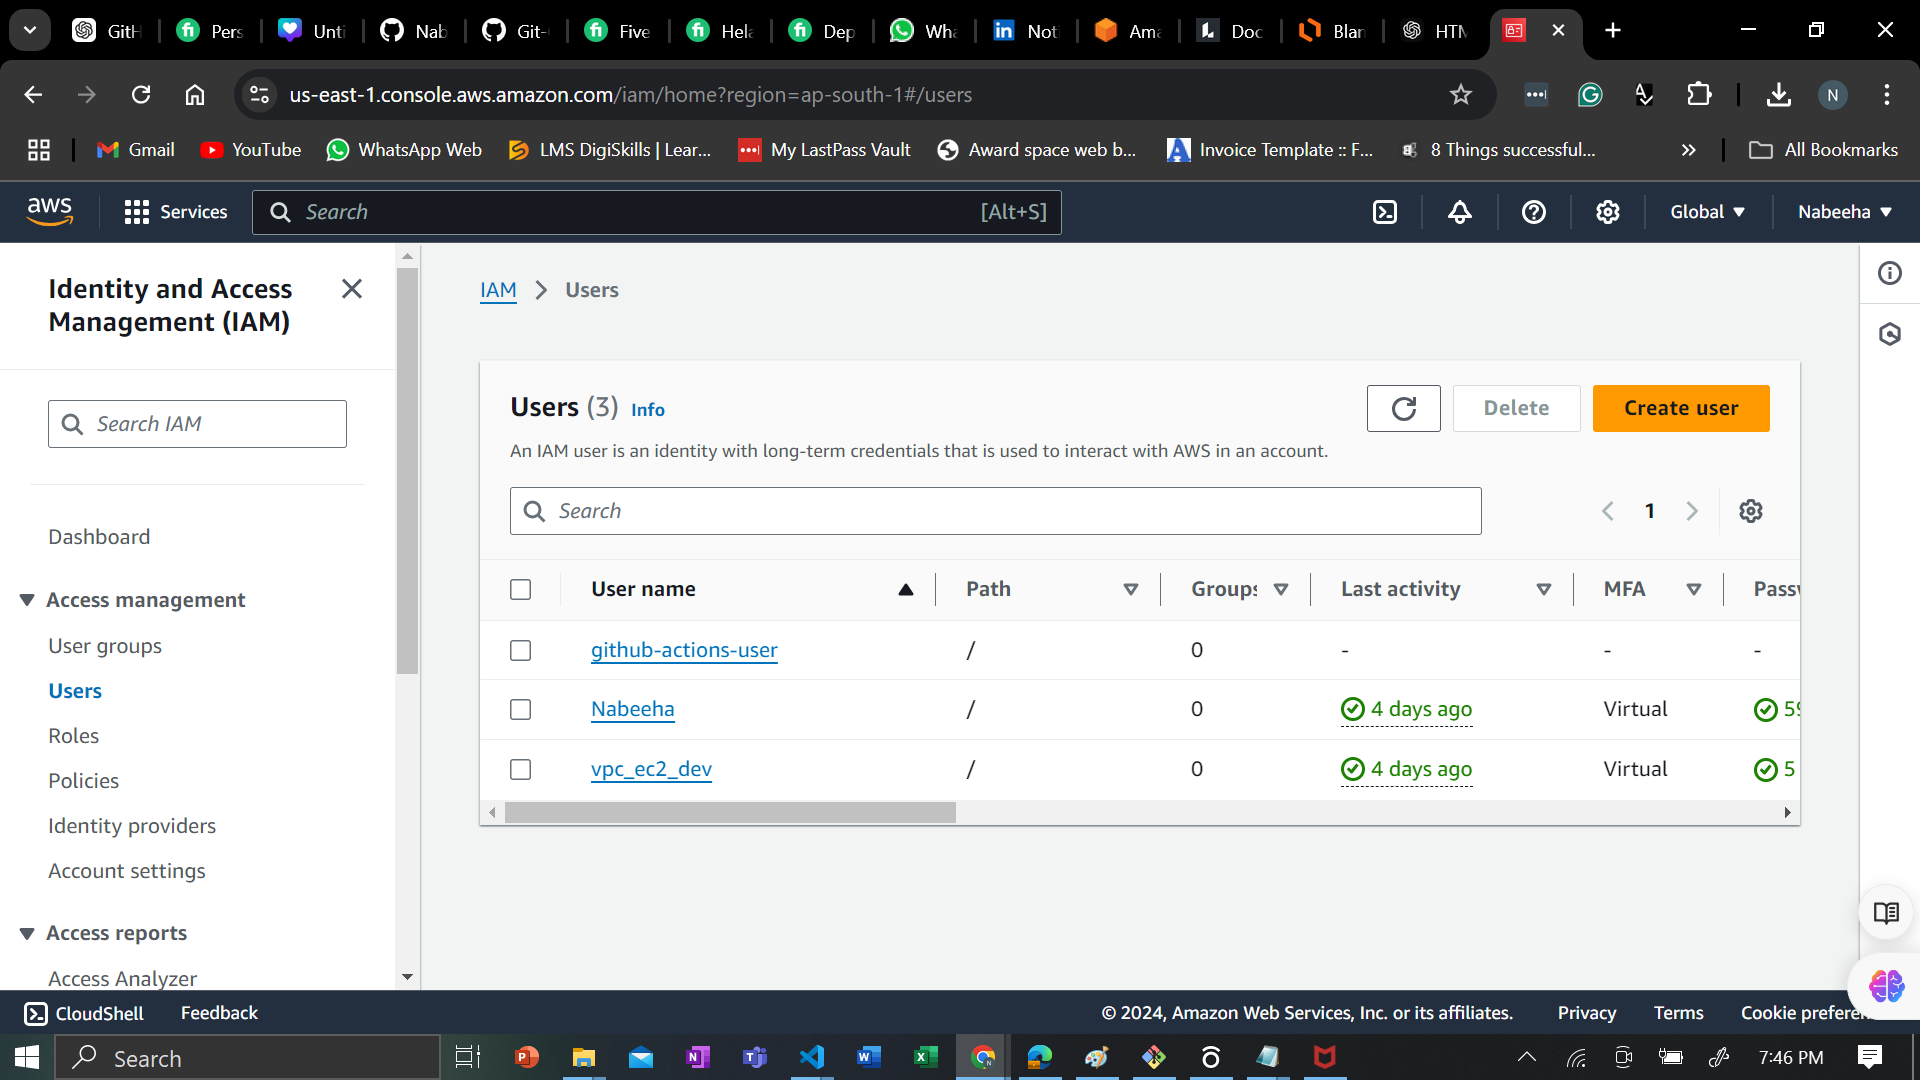 GitH
Pers
Unti
Nab
Git-
Five
Hela
Dep
Wha
Noti
Ama
Doc
Blan
HTM
us-east-1.console.aws.amazon.com/iam/home?region=ap-south-1#/users
N
Gmail
YouTube
WhatsApp Web
LMS DigiSkills | Lear...
My LastPass Vault
Award space web b...
Invoice Template :: F...
8 Things successful...
All Bookmarks
aws
Services
Search
[Alt+S]
Global
Nabeeha
Identity and Access
Management (IAM)
Search IAM
Dashboard
Access management
User groups
Users
Roles
Policies
Identity providers
Account settings
Access reports
Access Analyzer
IAM > Users
Users (3) Info
Delete
Create user
An IAM user is an identity with long-term credentials that is used to interact with AWS in an account.
Search
1
User name Path Groups Last activity MFA Passw
github-actions-user / 0 - - -
Nabeeha / 0 4 days ago Virtual 59
vpc_ec2_dev / 0 4 days ago Virtual 5
CloudShell
Feedback
© 2024, Amazon Web Services, Inc. or its affiliates.
Privacy
Terms
Cookie preferen
Search
7:46 PM